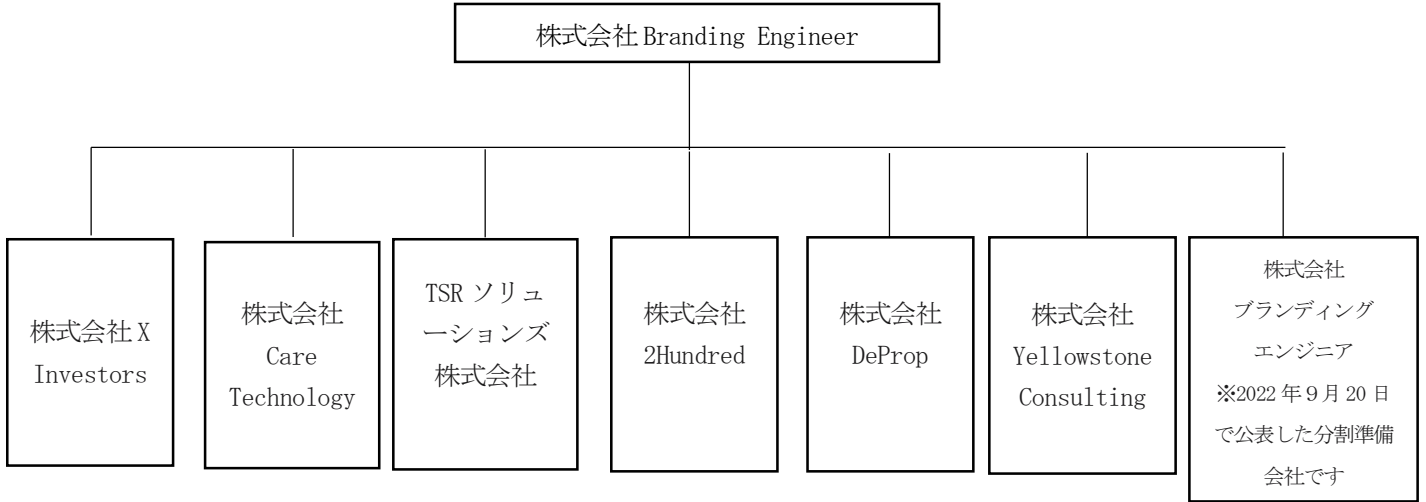 株式会社 Branding Engineer
株式会社 X
Investors
株式会社
Care
Technology
TSR ソリュ
ーションズ
株式会社
株式会社
2Hundred
株式会社
DeProp
株式会社
Yellowstone
Consulting
株式会社
ブランディング
エンジニア
※2022 年９月 20 日
で公表した分割準備
会社です